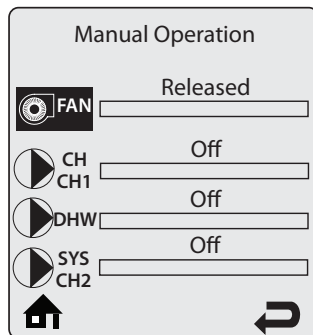 Manual Operation
Released
FAN
Off
CH
CH1
Off
DHW
Off
SYS
CH2